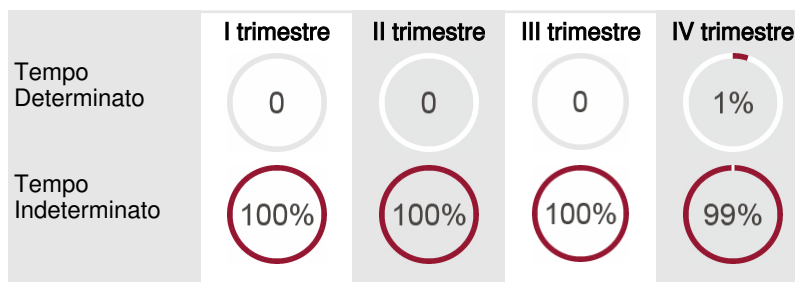 I trimestre II trimestre III trimestre IV trimestre
Tempo
Determinato
0 0 0 1%
Tempo
Indeterminato
100% 100% 100% 99%